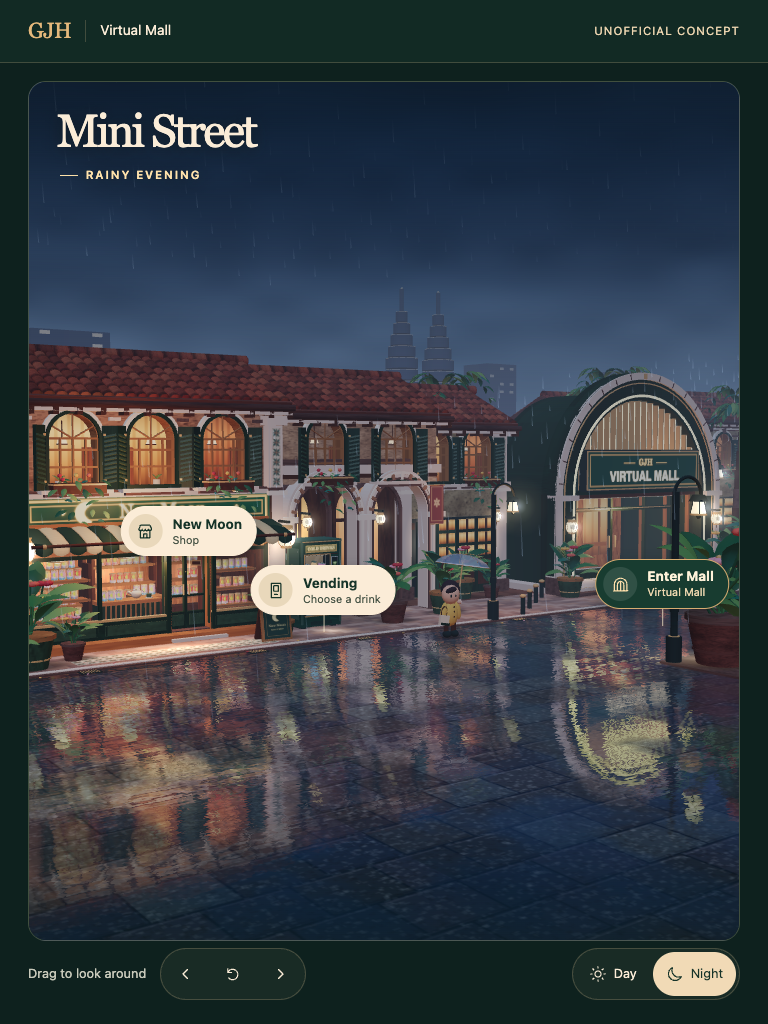 GJH
Virtual Mall
UNOFFICIAL CONCEPT
Mini Street
RAINY EVENING
GJH
VIRTUAL MALL
New Moon
Shop
Vending
Choose a drink
Enter Mall
Virtual Mall
Drag to look around
Day
Night